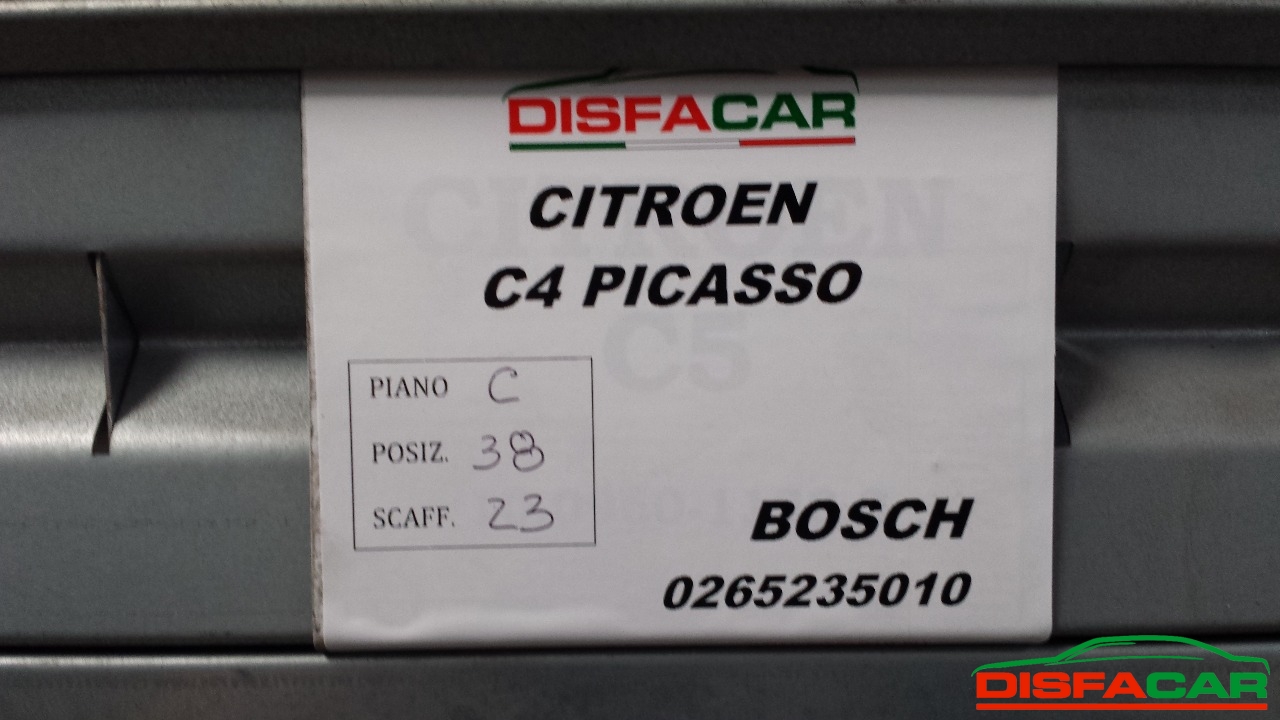 DISFACAR
CITROEN
C4 PICASSO
PIANO C
POSIZ. 38
SCAFF. 23
BOSCH
0265235010
DISFACAR